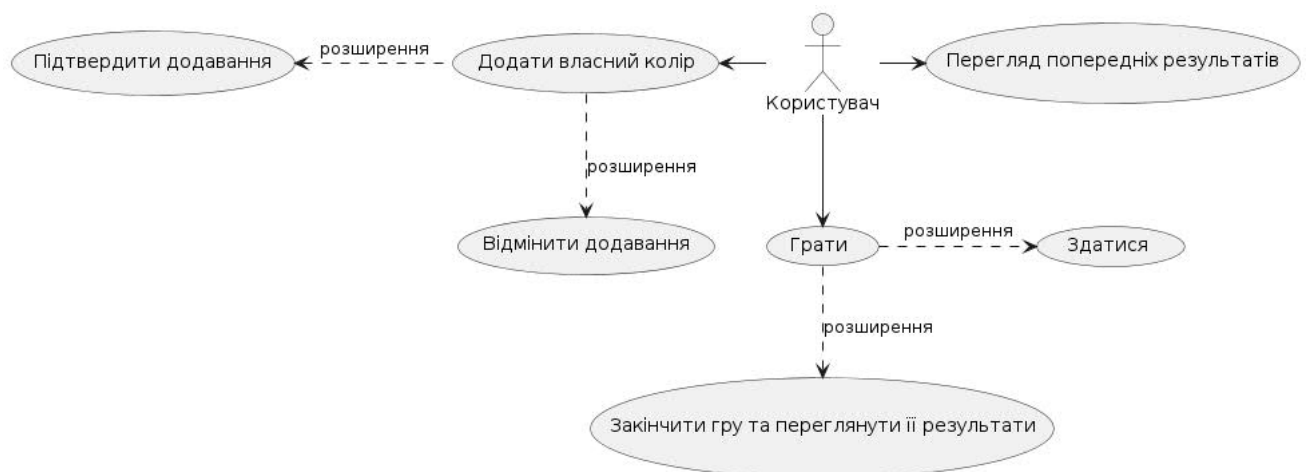 Підтвердити додавання
розширення
Додати власний колір
Користувач
Перегляд попередніх результатів
розширення
Відмінити додавання
Грати
розширення
Здатися
розширення
Закінчити гру та переглянути її результати